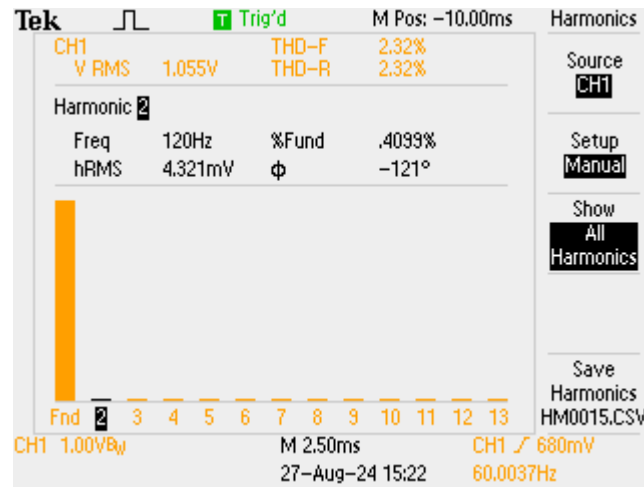 Tek T Trig'd M Pos: -10.00ms Harmonics
CH1 THD-F 2.32%
V RMS 1.055V THD-R 2.32%
Source
CH1
Harmonic 2
Freq 120Hz %Fund .4099%
hRMS 4.321mV Φ -121°
Setup
Manual
Show
All
Harmonics
Save
Harmonics
HM0015.CSV
Fnd 2 3 4 5 6 7 8 9 10 11 12 13
CH1 1.00VBW M 2.50ms CH1 680mV
27-Aug-24 15:22 60.0037Hz